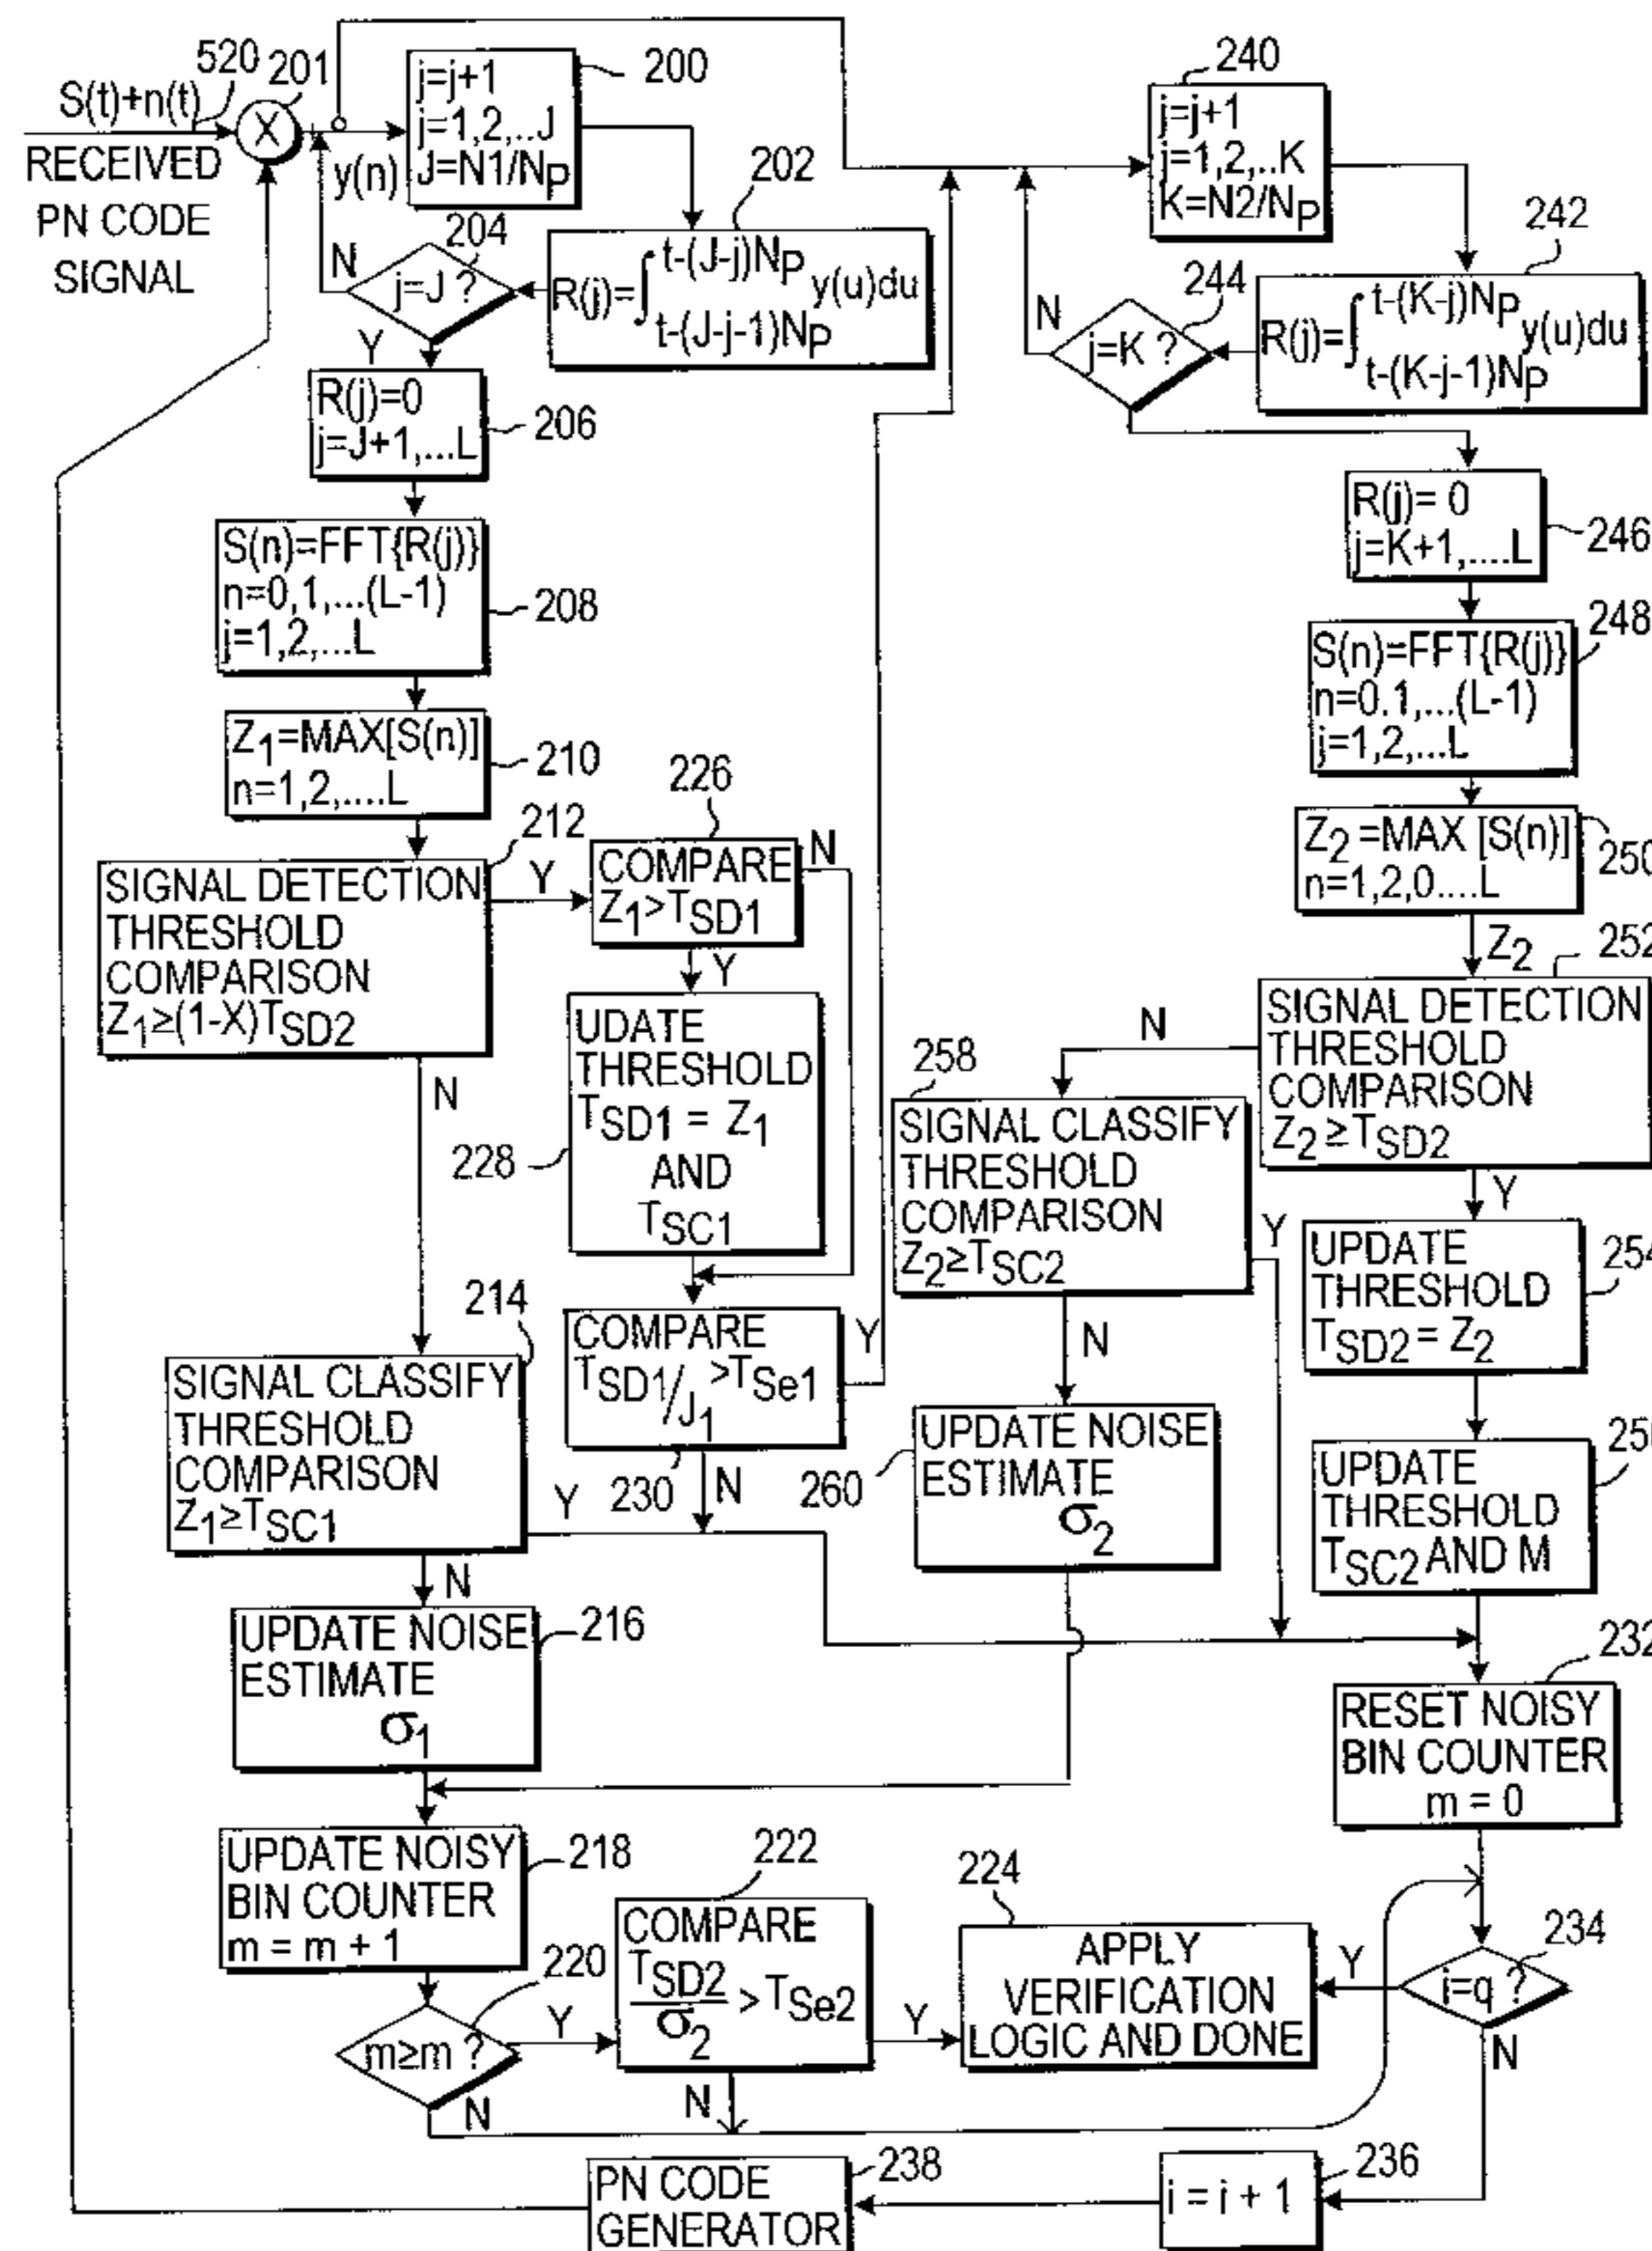 S(t)+n(t)
520
201
X
RECEIVED
PN CODE
SIGNAL
y(n)
j=j+1
j=1,2,..J
J=N1/NP
200
202
R(j)=∫ t-(J-j)NP y(u)du
t-(J-j-1)NP
204
j=J ?
N
Y
R(j)=0
j=J+1,...L
206
S(n)=FFT{R(j)}
n=0,1,...(L-1)
j=1,2,...L
208
Z1=MAX[S(n)]
n=1,2,....L
210
212
SIGNAL DETECTION
THRESHOLD
COMPARISON
Z1≥(1-X)TSD2
Y
N
226
COMPARE
Z1>TSD1
N
Y
UDATE
THRESHOLD
TSD1 = Z1
AND
TSC1
228
COMPARE
TSD1/J1 >TSe1
Y
230
N
214
SIGNAL CLASSIFY
THRESHOLD
COMPARISON
Z1≥TSC1
Y
N
UPDATE NOISE
ESTIMATE
σ1
216
UPDATE NOISY
BIN COUNTER
m = m + 1
218
220
m≥m ?
Y
N
222
COMPARE
TSD2
σ2
>TSe2
Y
N
224
APPLY
VERIFICATION
LOGIC AND DONE
240
j=j+1
j=1,2,..K
K=N2/NP
242
R(j)=∫ t-(K-j)NP y(u)du
t-(K-j-1)NP
244
j=K ?
N
R(j)= 0
j=K+1,....L
246
S(n)=FFT{R(j)}
n=0.1,...(L-1)
j=1,2,...L
248
Z2 =MAX [S(n)]
n=1,2,0....L
250
Z2
252
SIGNAL DETECTION
THRESHOLD
COMPARISON
Z2 ≥TSD2
N
Y
258
SIGNAL CLASSIFY
THRESHOLD
COMPARISON
Z2≥TSC2
Y
N
UPDATE NOISE
ESTIMATE
σ2
260
UPDATE
THRESHOLD
TSD2 = Z2
254
UPDATE
THRESHOLD
TSC2 AND M
232
RESET NOISY
BIN COUNTER
m = 0
234
i=q ?
Y
N
i = i + 1
236
PN CODE
GENERATOR
238